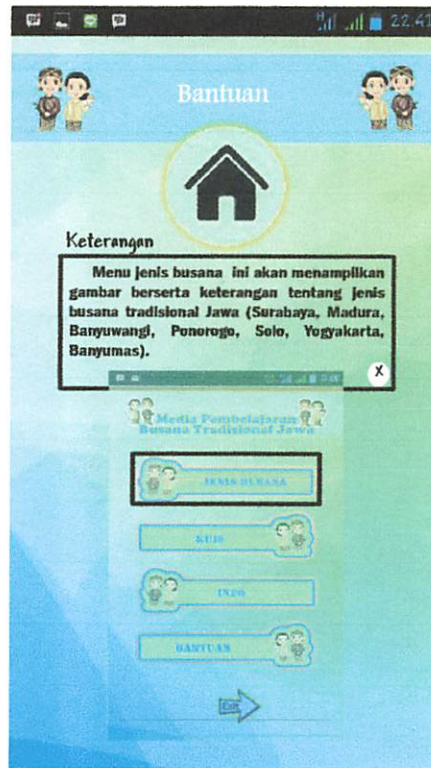 22.41
Bantuan
Keterangan
Menu jenis busana ini akan menampilkan
gambar berserta keterangan tentang jenis
busana tradisional Jawa (Surabaya, Madura,
Banyuwangi, Ponorogo, Solo, Yogyakarta,
Banyumas).
X
Media Pembelajaran
Busana Tradisional Jawa
JENIS BUSANA
KUIS
INFO
BANTUAN
Exit